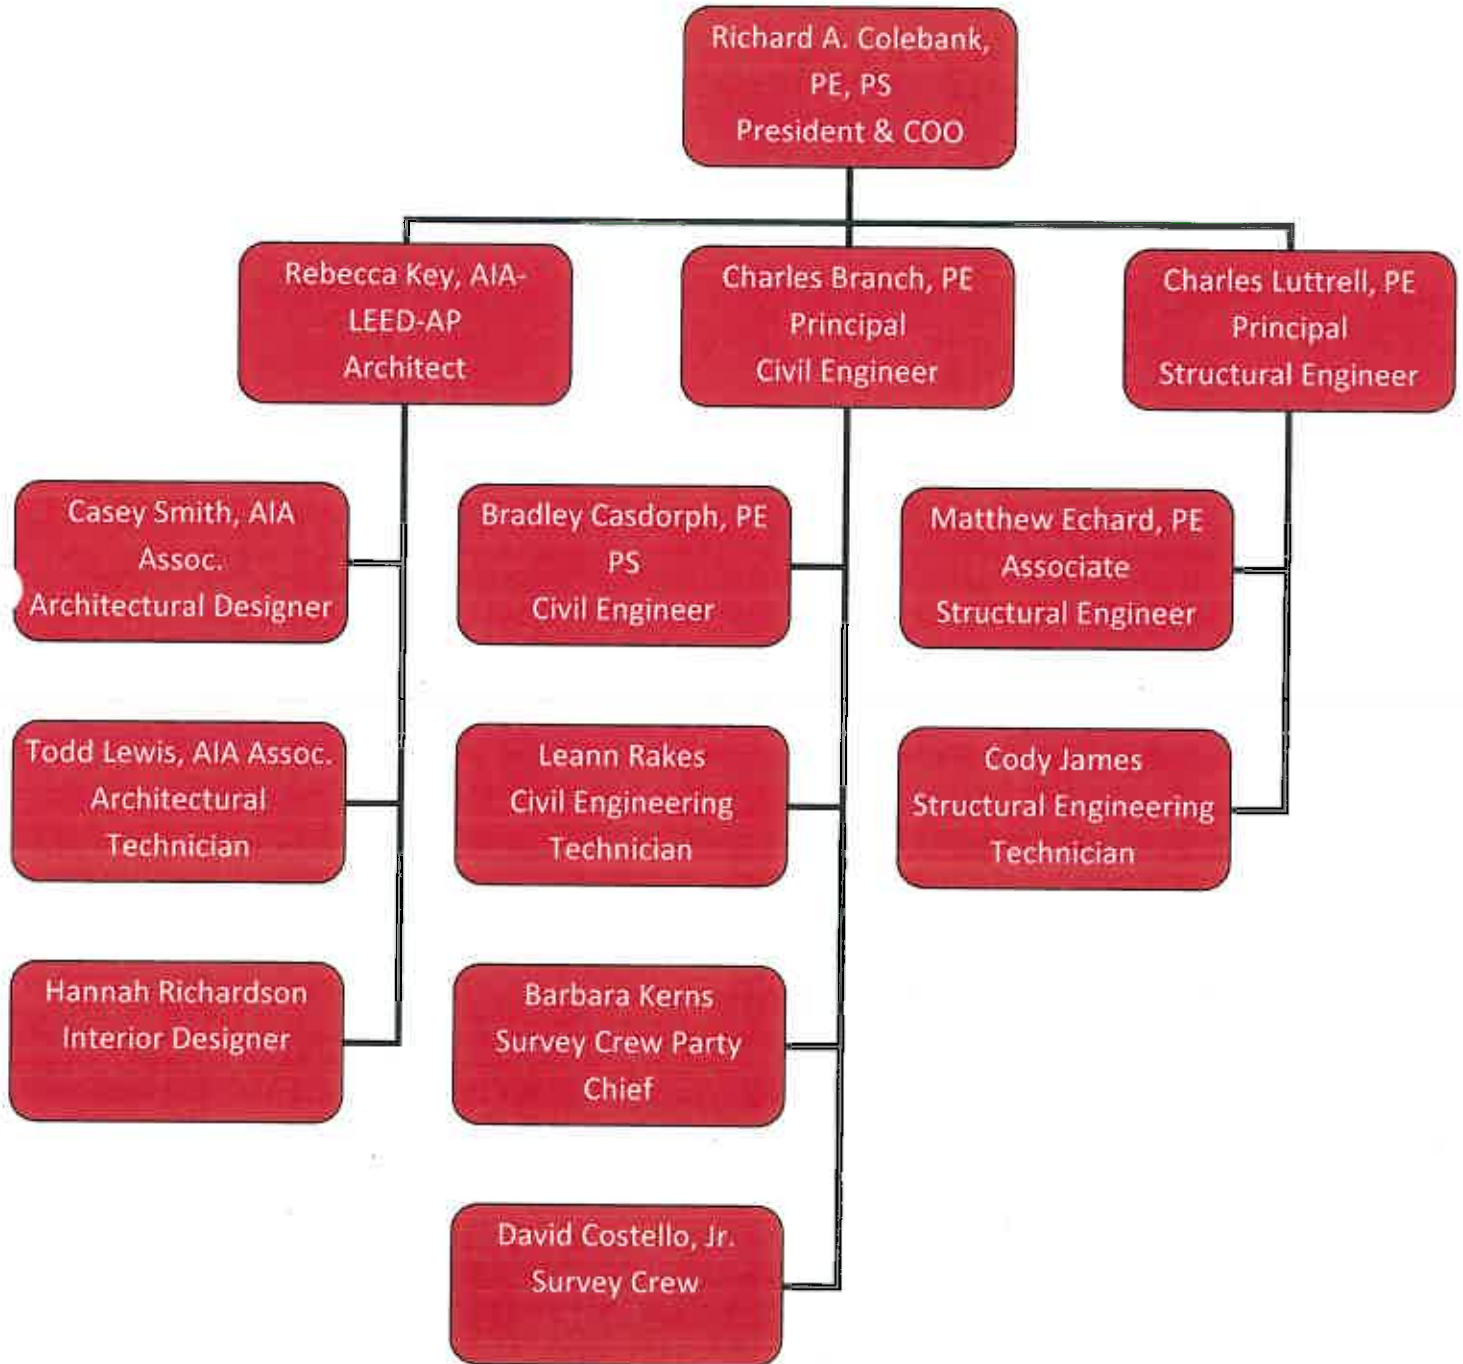 Richard A. Colebank,
PE, PS
President & COO
Rebecca Key, AIA-
LEED-AP
Architect
Charles Branch, PE
Principal
Civil Engineer
Charles Luttrell, PE
Principal
Structural Engineer
Casey Smith, AIA
Assoc.
Architectural Designer
Bradley Casdorph, PE
PS
Civil Engineer
Matthew Echard, PE
Associate
Structural Engineer
Todd Lewis, AIA Assoc.
Architectural
Technician
Leann Rakes
Civil Engineering
Technician
Cody James
Structural Engineering
Technician
Hannah Richardson
Interior Designer
Barbara Kerns
Survey Crew Party
Chief
David Costello, Jr.
Survey Crew